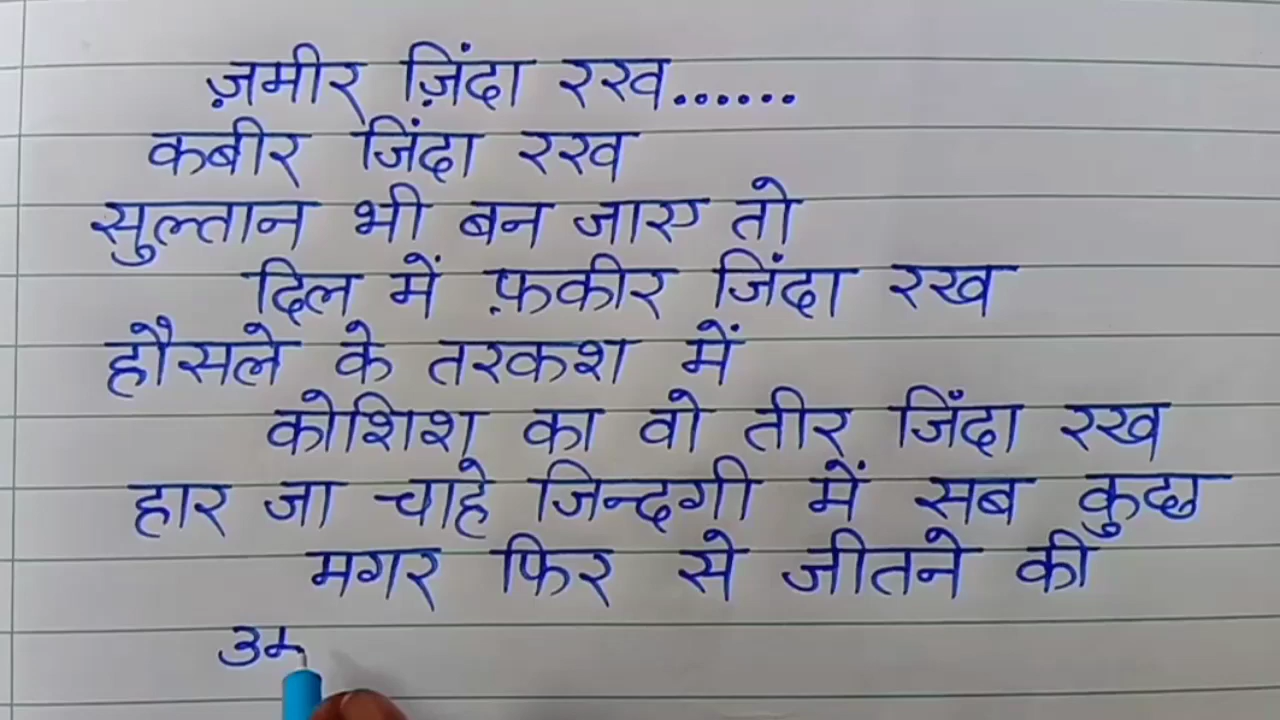 ज़मीर ज़िंदा रख......
कबीर जिंदा रख
सुल्तान भी बन जाए तो
दिल में फ़कीर जिंदा रख
हौसले के तरकश में
कोशिश का वो तीर जिंदा रख
हार जा चाहे जिन्दगी में सब कुछ
मगर फिर से जीतने की